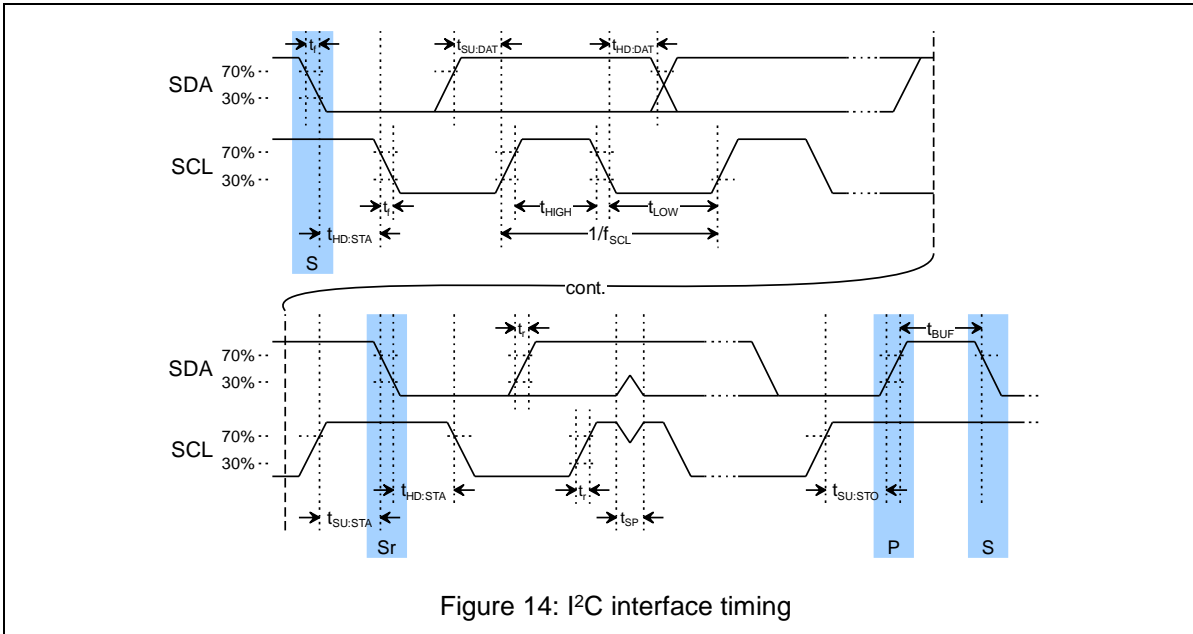 tf
tSU:DAT
tHD:DAT
SDA
70%
30%
SCL
70%
30%
tf
tHIGH
tLOW
tHD:STA
1/fSCL
S
cont.
tr
tBUF
SDA
70%
30%
SCL
70%
30%
tHD:STA
tr
tSU:STO
tSU:STA
tSP
Sr
P
S
Figure 14: I²C interface timing